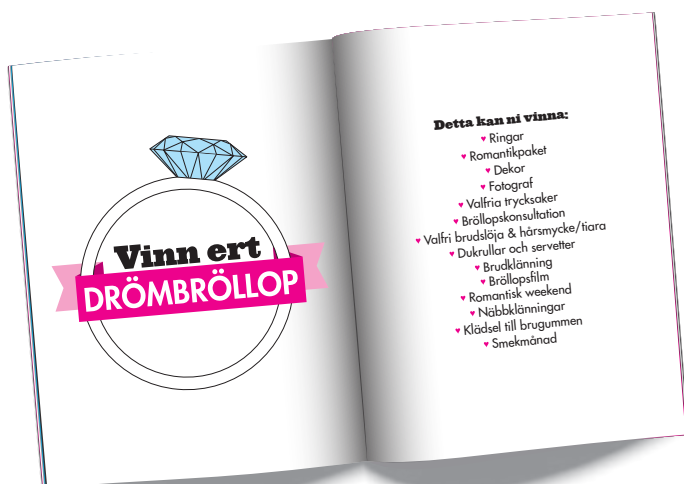 Vinn ert
DRÖMBRÖLLOP
Detta kan ni vinna:
♥ Ringar
♥ Romantikpaket
♥ Dekor
♥ Fotograf
♥ Valfria trycksaker
♥ Bröllopskonsultation
♥ Valfri brudslöja & hårsmycke/tiara
♥ Dukrullar och servetter
♥ Brudklänning
♥ Bröllopsfilm
♥ Romantisk weekend
♥ Näbbklänningar
♥ Klädsel till brugummen
♥ Smekmånad